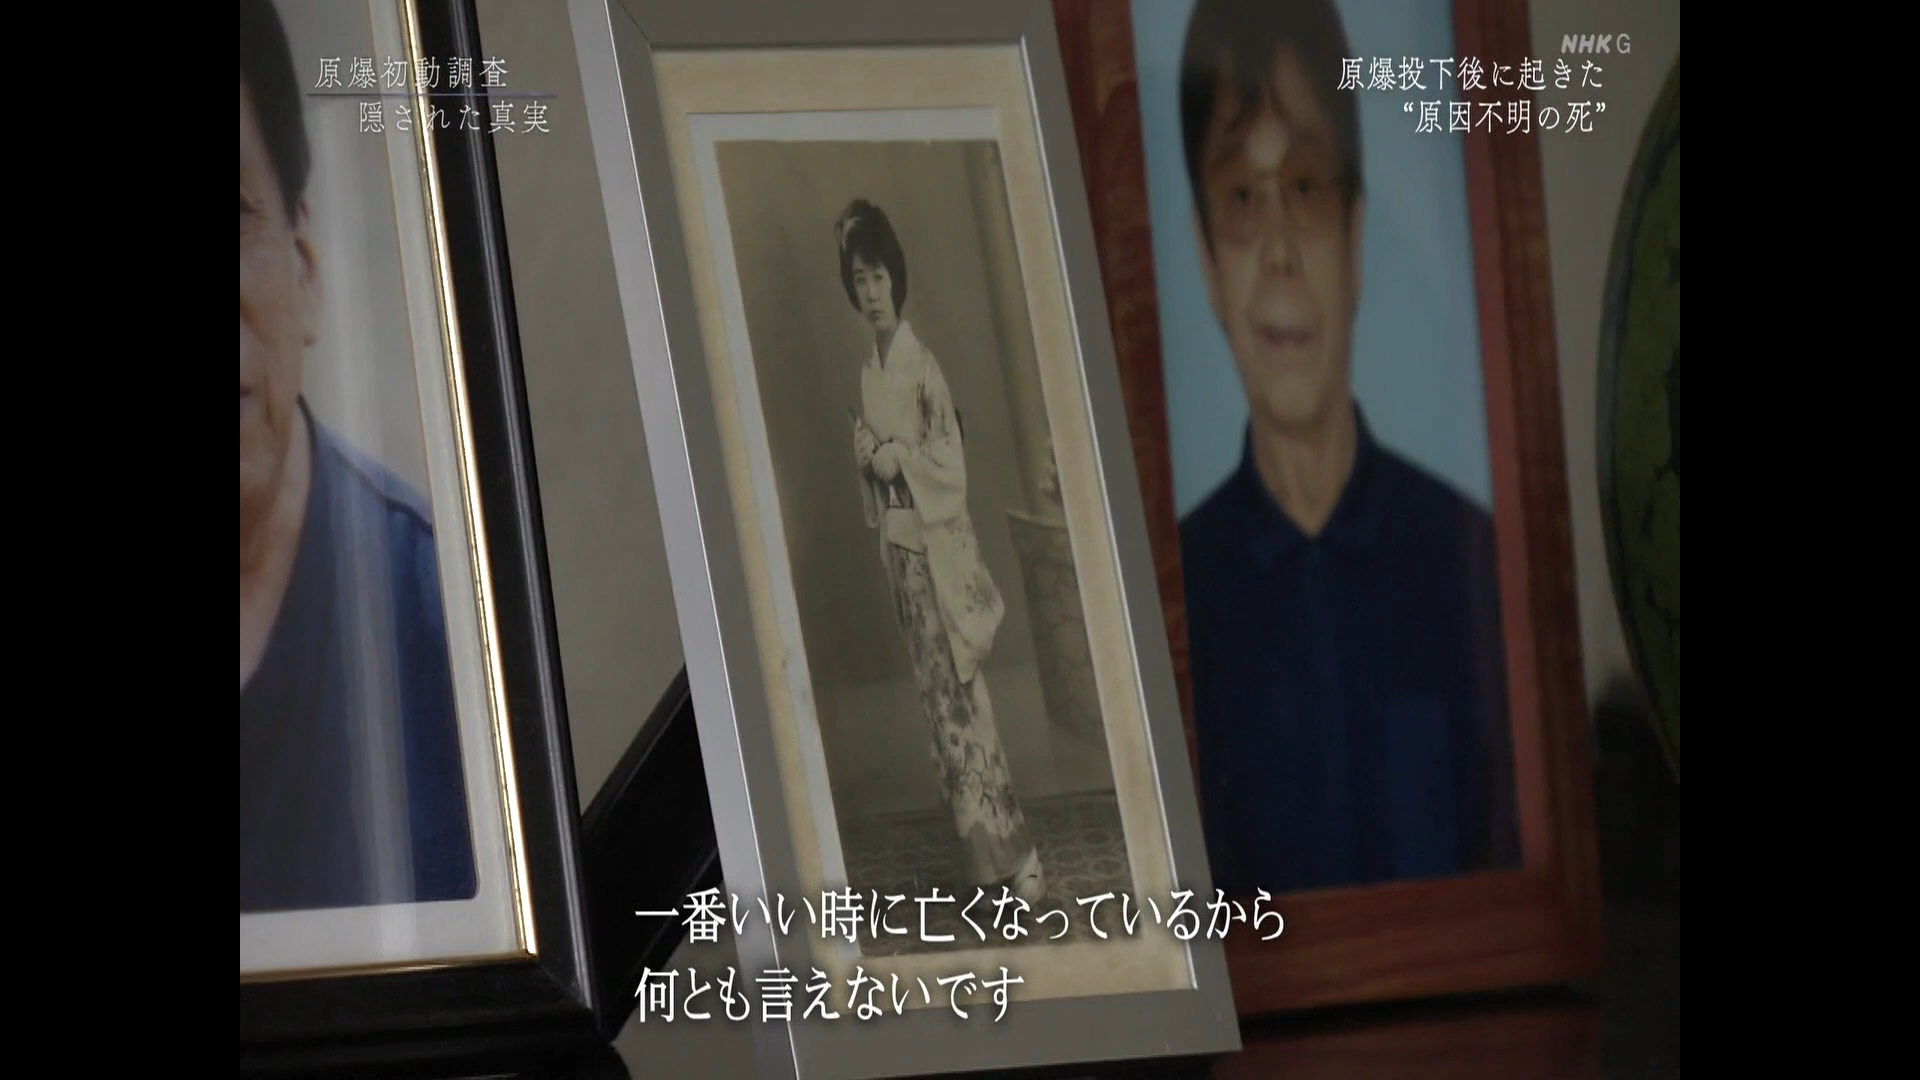 原爆初動調査
隠された真実
NHK G
原爆投下後に起きた
“原因不明の死”
一番いい時に亡くなっているから
何とも言えないです